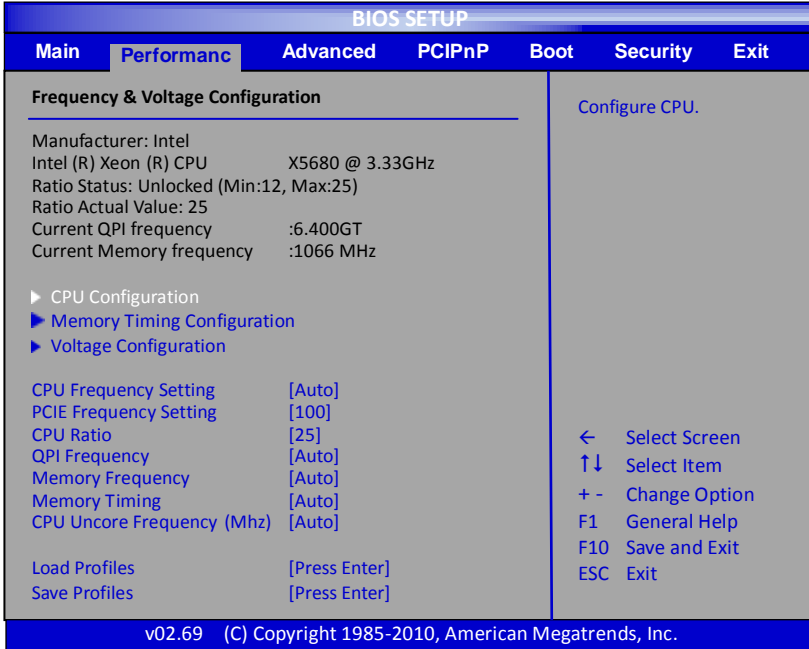 BIOS SETUP
Main Performanc Advanced PCIPnP Boot Security Exit
Frequency & Voltage Configuration
Manufacturer: Intel
Intel (R) Xeon (R) CPU X5680 @ 3.33GHz
Ratio Status: Unlocked (Min:12, Max:25)
Ratio Actual Value: 25
Current QPI frequency :6.400GT
Current Memory frequency :1066 MHz
CPU Configuration
Memory Timing Configuration
Voltage Configuration
CPU Frequency Setting [Auto]
PCIE Frequency Setting [100]
CPU Ratio [25]
QPI Frequency [Auto]
Memory Frequency [Auto]
Memory Timing [Auto]
CPU Uncore Frequency (Mhz) [Auto]
Load Profiles [Press Enter]
Save Profiles [Press Enter]
Configure CPU.
← Select Screen
↑↓ Select Item
+ - Change Option
F1 General Help
F10 Save and Exit
ESC Exit
v02.69 (C) Copyright 1985-2010, American Megatrends, Inc.